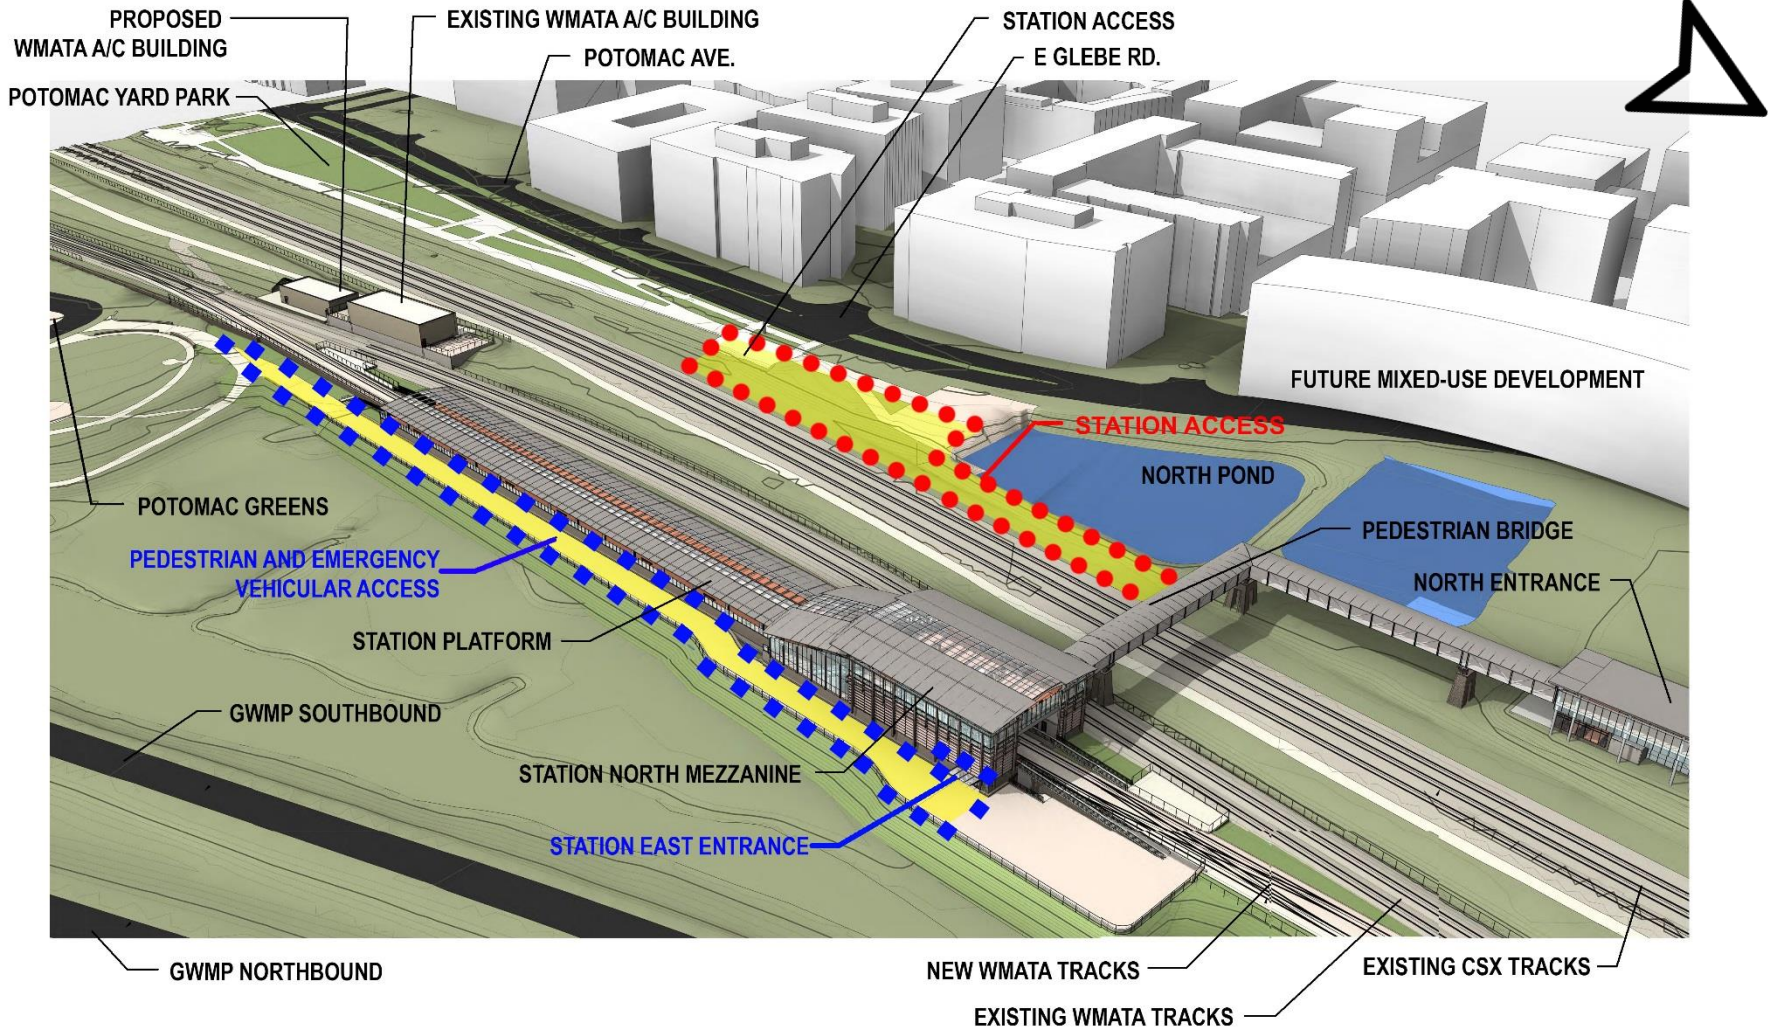 PROPOSED
WMATA A/C BUILDING
EXISTING WMATA A/C BUILDING
STATION ACCESS
POTOMAC AVE.
E GLEBE RD.
POTOMAC YARD PARK
FUTURE MIXED-USE DEVELOPMENT
STATION ACCESS
NORTH POND
POTOMAC GREENS
PEDESTRIAN BRIDGE
PEDESTRIAN AND EMERGENCY
VEHICULAR ACCESS
NORTH ENTRANCE
STATION PLATFORM
GWMP SOUTHBOUND
STATION NORTH MEZZANINE
STATION EAST ENTRANCE
GWMP NORTHBOUND
NEW WMATA TRACKS
EXISTING CSX TRACKS
EXISTING WMATA TRACKS